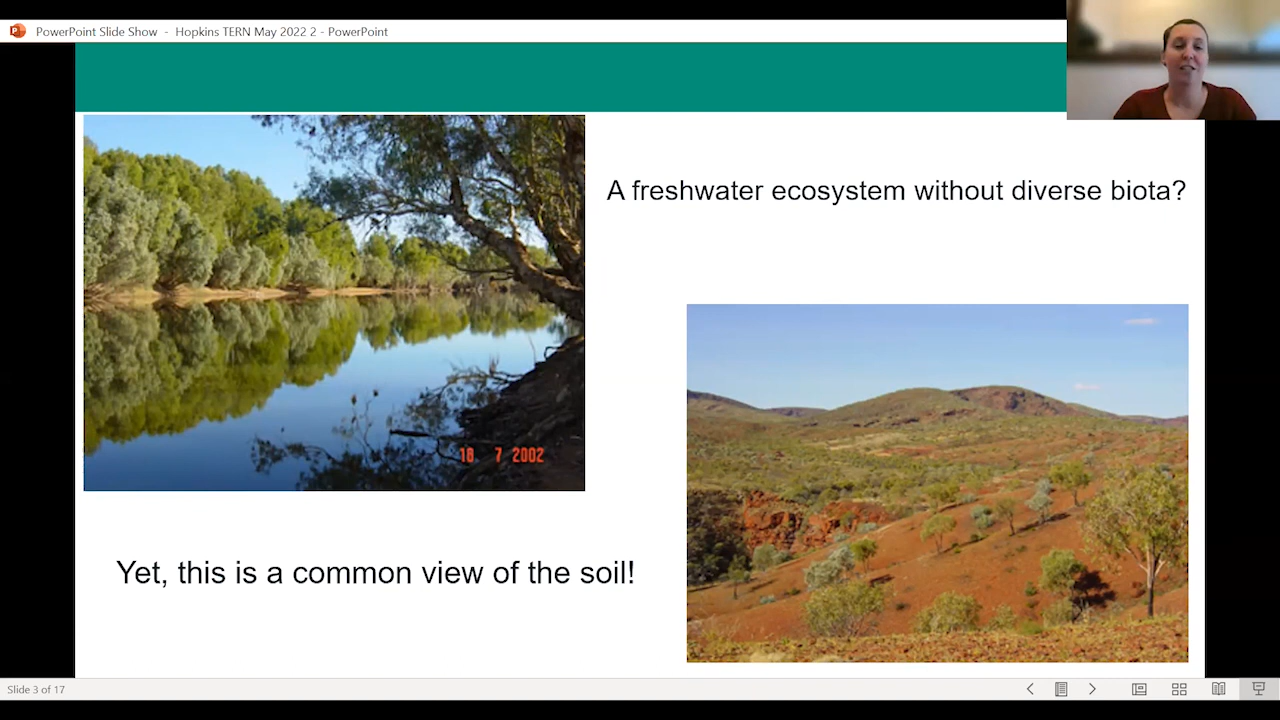 PowerPoint Slide Show - Hopkins TERN May 2022 2 - PowerPoint
A freshwater ecosystem without diverse biota?
18 7 2002
Yet, this is a common view of the soil!
Slide 3 of 17